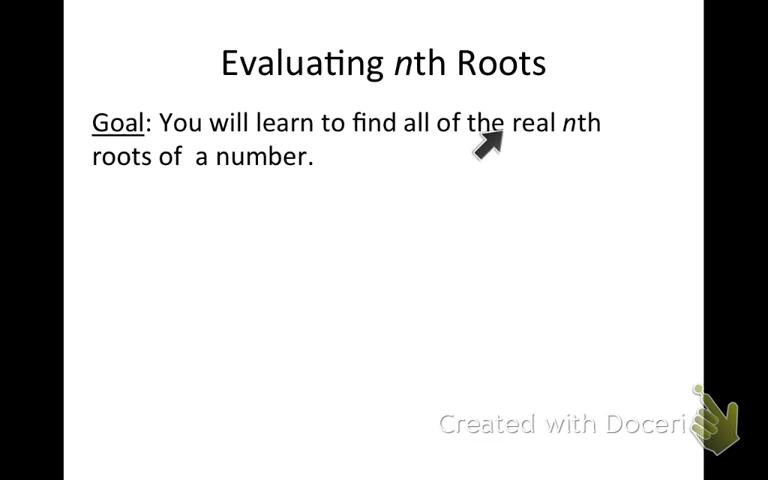 Evaluating nth Roots
Goal: You will learn to find all of the real nth
roots of a number.
Created with Doceri